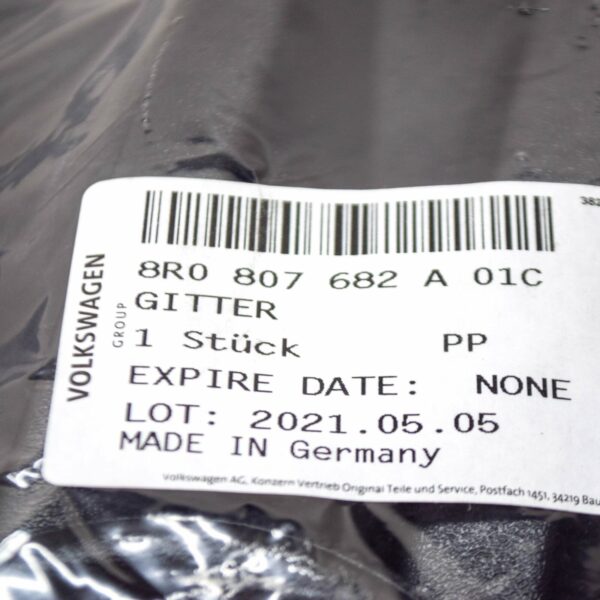 382
8R0 807 682 A 01C
GITTER
1 Stück PP
EXPIRE DATE: NONE
LOT: 2021.05.05
MADE IN Germany
VOLKSWAGEN
GROUP
Volkswagen AG, Konzern Vertrieb Original Teile und Service, Postfach 1451, 34219 Bau